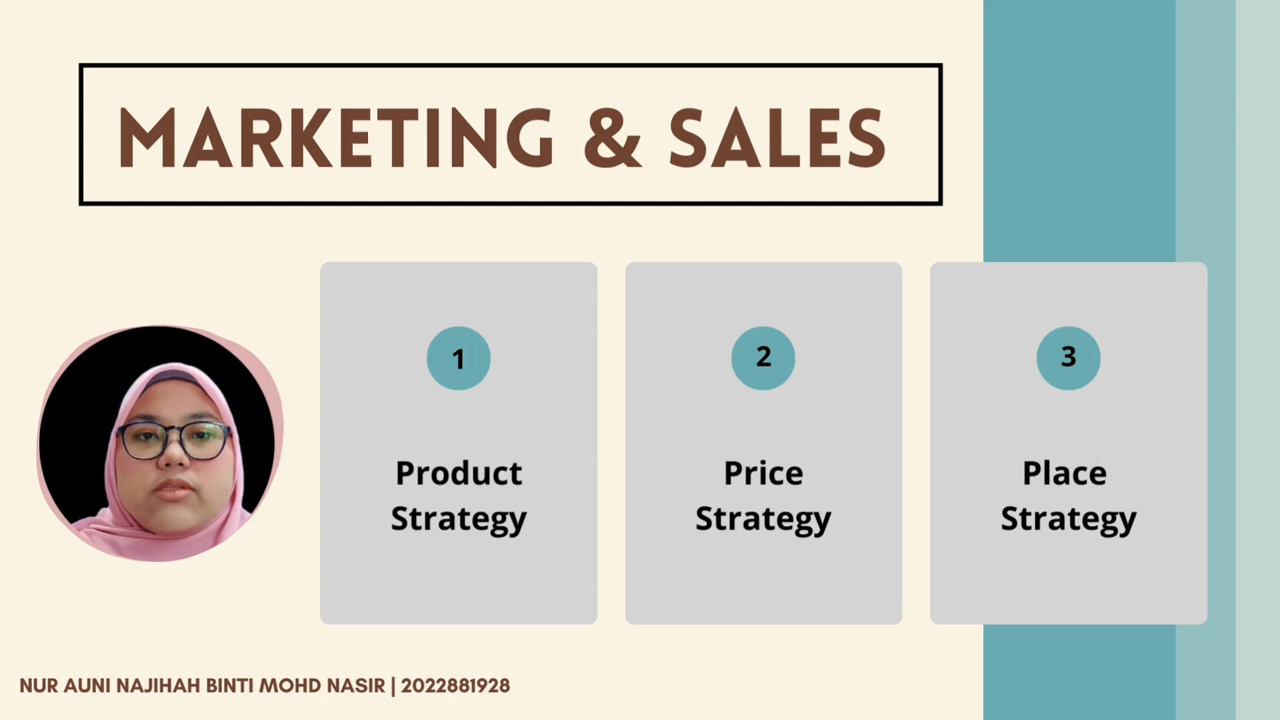 MARKETING & SALES
1
Product
Strategy
2
Price
Strategy
3
Place
Strategy
NUR AUNI NAJIHAH BINTI MOHD NASIR | 2022881928